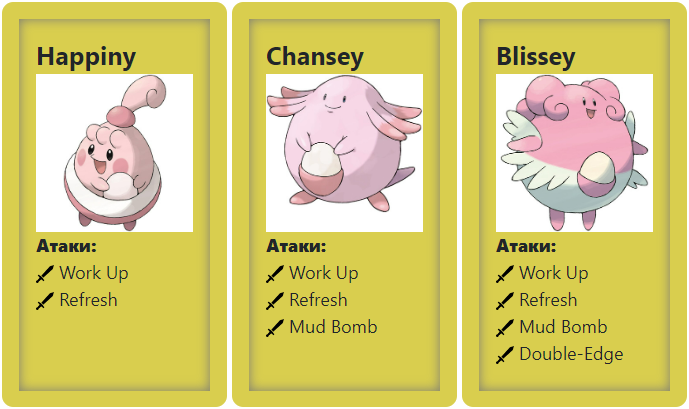 Happiny
Атаки:
Work Up
Refresh
Chansey
Атаки:
Work Up
Refresh
Mud Bomb
Blissey
Атаки:
Work Up
Refresh
Mud Bomb
Double-Edge